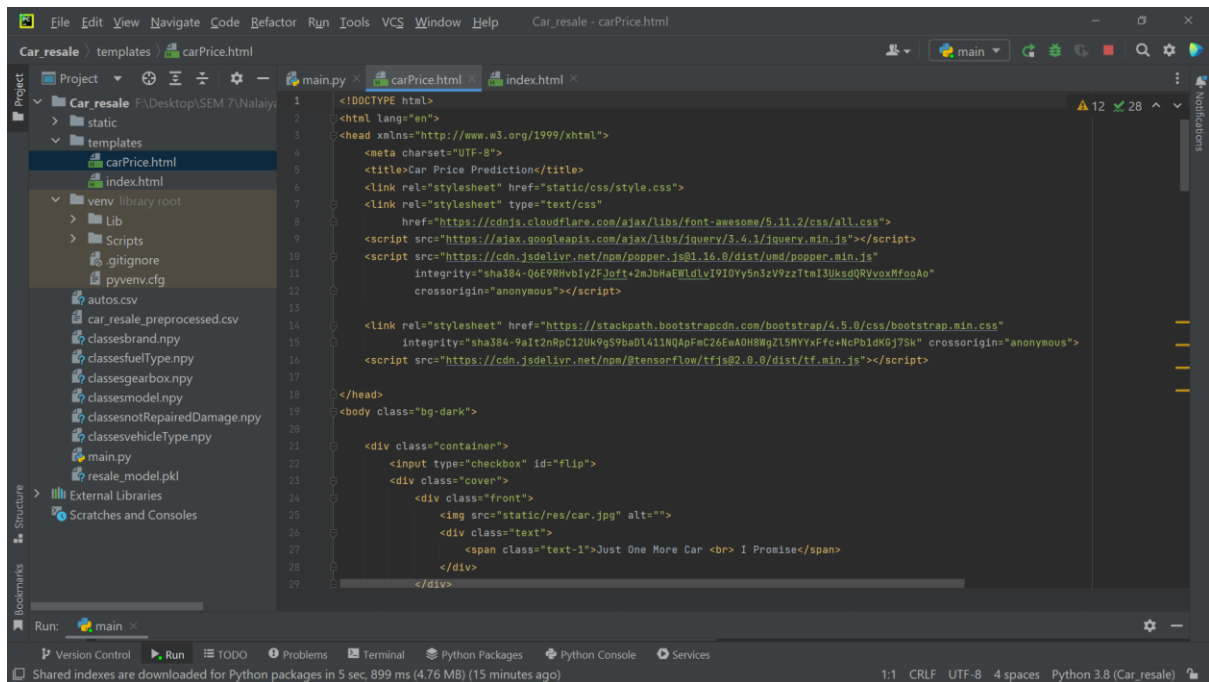 File Edit View Navigate Code Refactor Run Tools VCS Window Help Car_resale - carPrice.html
Car_resale templates carPrice.html main
Project
main.py carPrice.html index.html
Project
Car_resale F:\Desktop\SEM 7\Nalaiya
static
templates
carPrice.html
index.html
venv library root
Lib
Scripts
.gitignore
pyvenv.cfg
autos.csv
car_resale_preprocessed.csv
classesbrand.npy
classesfuelType.npy
classesgearbox.npy
classesmodel.npy
classesnotRepairedDamage.npy
classesvehicleType.npy
main.py
resale_model.pkl
External Libraries
Scratches and Consoles
12 28
Notifications
1 <!DOCTYPE html>
2 <html lang="en">
3 <head xmlns="http://www.w3.org/1999/xhtml">
4 <meta charset="UTF-8">
5 <title>Car Price Prediction</title>
6 <link rel="stylesheet" href="static/css/style.css">
7 <link rel="stylesheet" type="text/css"
8 href="https://cdnjs.cloudflare.com/ajax/libs/font-awesome/5.11.2/css/all.css">
9 <script src="https://ajax.googleapis.com/ajax/libs/jquery/3.4.1/jquery.min.js"></script>
10 <script src="https://cdn.jsdelivr.net/npm/popper.js@1.16.0/dist/umd/popper.min.js"
11 integrity="sha384-Q6E9RHvbIyZFJoft+2mJbHaEWldlvI9IOYy5n3zV9zzTtmI3UksdQRVvoxMfooAo"
12 crossorigin="anonymous"></script>
13
14 <link rel="stylesheet" href="https://stackpath.bootstrapcdn.com/bootstrap/4.5.0/css/bootstrap.min.css"
15 integrity="sha384-9aIt2nRpC12Uk9gS9baDl411NQApFmC26EwAOH8WgZl5MYYxFfc+NcPb1dKGj7Sk" crossorigin="anonymous">
16 <script src="https://cdn.jsdelivr.net/npm/@tensorflow/tfjs@2.0.0/dist/tf.min.js"></script>
17
18 </head>
19 <body class="bg-dark">
20
21 <div class="container">
22 <input type="checkbox" id="flip">
23 <div class="cover">
24 <div class="front">
25 <img src="static/res/car.jpg" alt="">
26 <div class="text">
27 <span class="text-1">Just One More Car <br> I Promise</span>
28 </div>
29 </div>
Structure
Bookmarks
Run: main
Version Control Run TODO Problems Terminal Python Packages Python Console Services
Shared indexes are downloaded for Python packages in 5 sec, 899 ms (4.76 MB) (15 minutes ago) 1:1 CRLF UTF-8 4 spaces Python 3.8 (Car_resale)